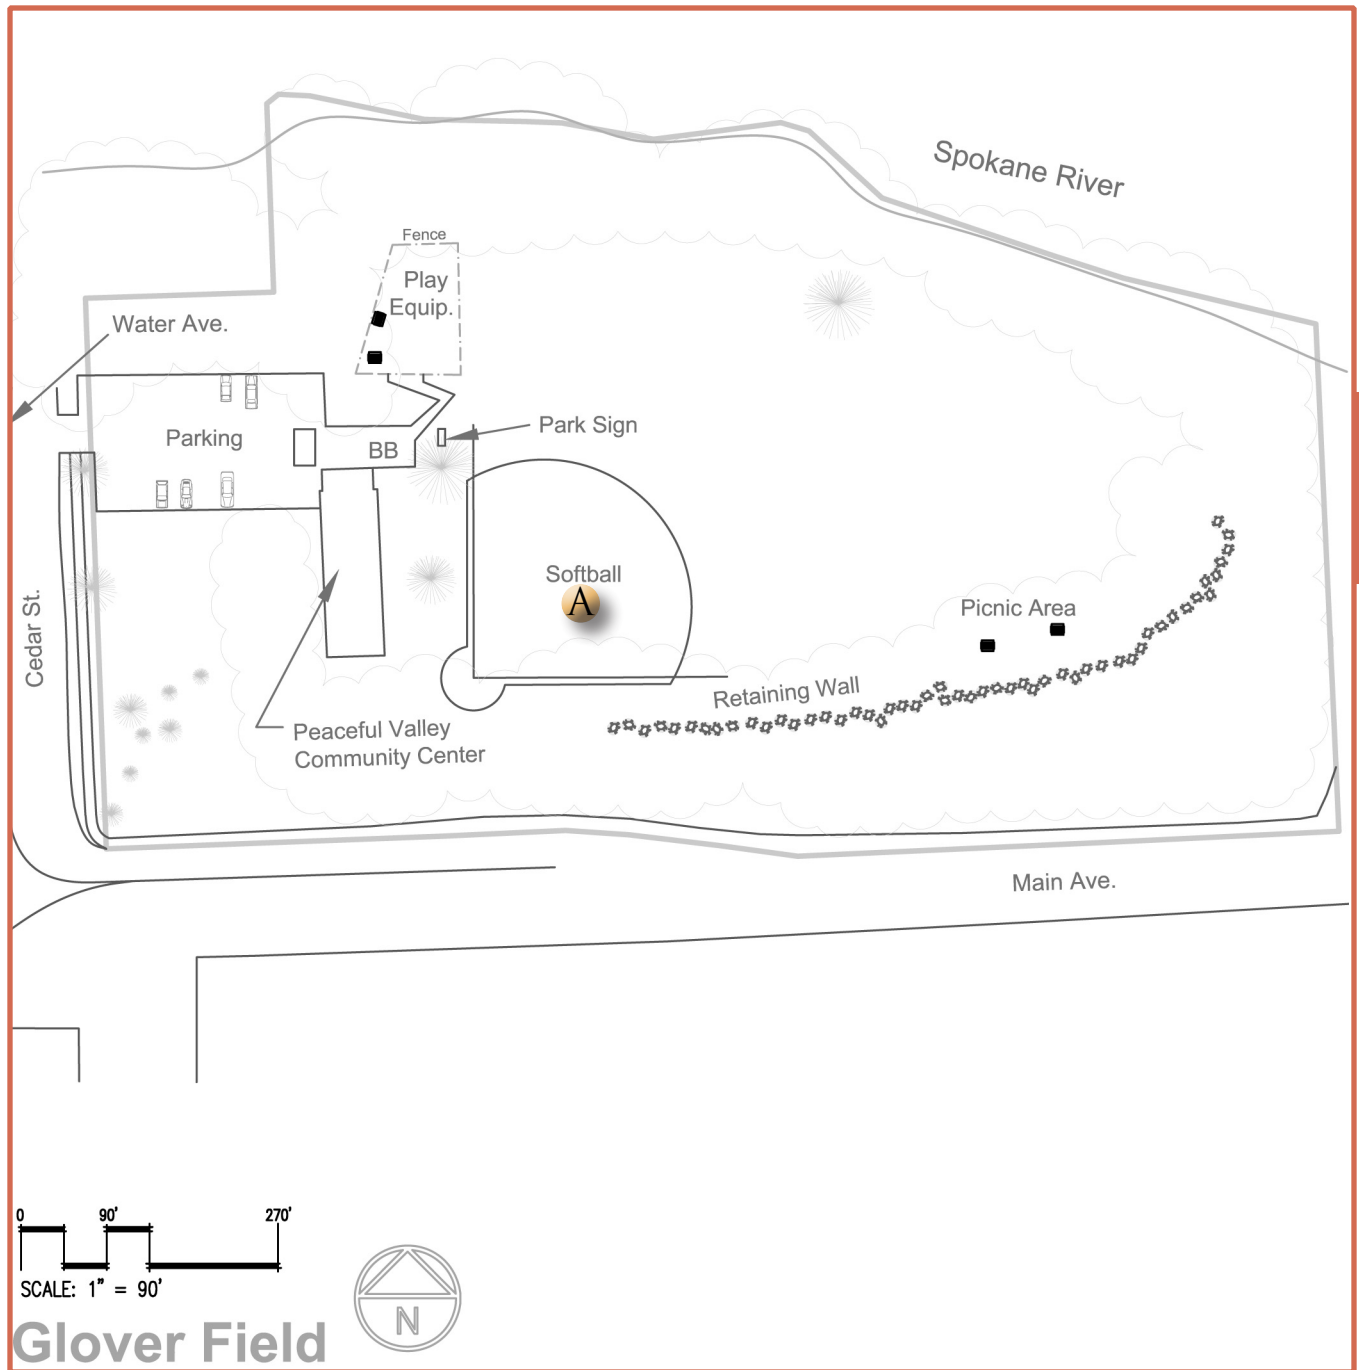 Spokane River
Fence
Play
Equip.
Water Ave.
Park Sign
Parking
BB
Softball
A
Picnic Area
Cedar St.
Retaining Wall
Peaceful Valley
Community Center
Main Ave.
0 90' 270'
SCALE: 1" = 90'
N
Glover Field